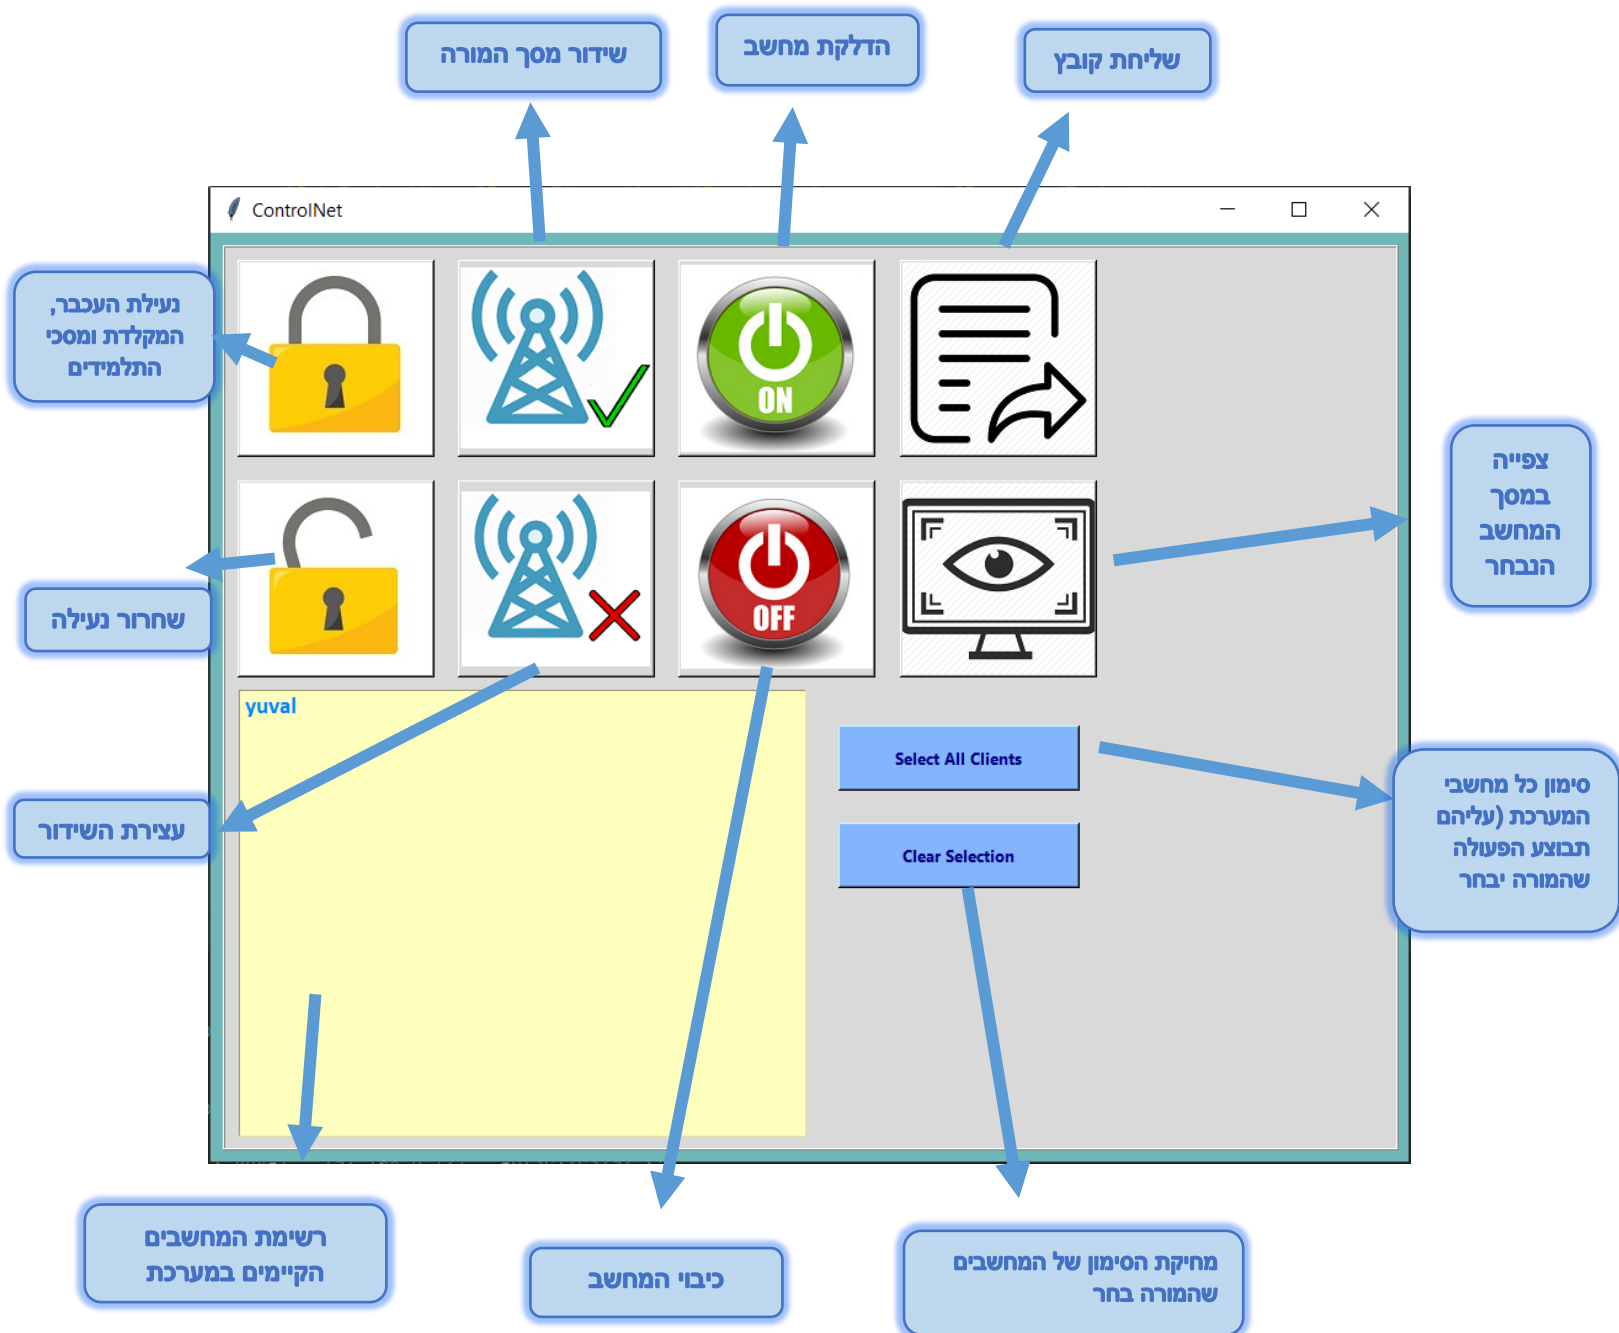 שידור מסך המורה
הדלקת מחשב
שליחת קובץ
ControlNet
נעילת העכבר,
המקלדת ומסכי
התלמידים
ON
צפייה
במסך
המחשב
הנבחר
שחרור נעילה
OFF
yuval
Select All Clients
סימון כל מחשבי
המערכת (עליהם
תבוצע הפעולה
שהמורה יבחר
עצירת השידור
Clear Selection
רשימת המחשבים
הקיימים במערכת
כיבוי המחשב
מחיקת הסימון של המחשבים
שהמורה בחר